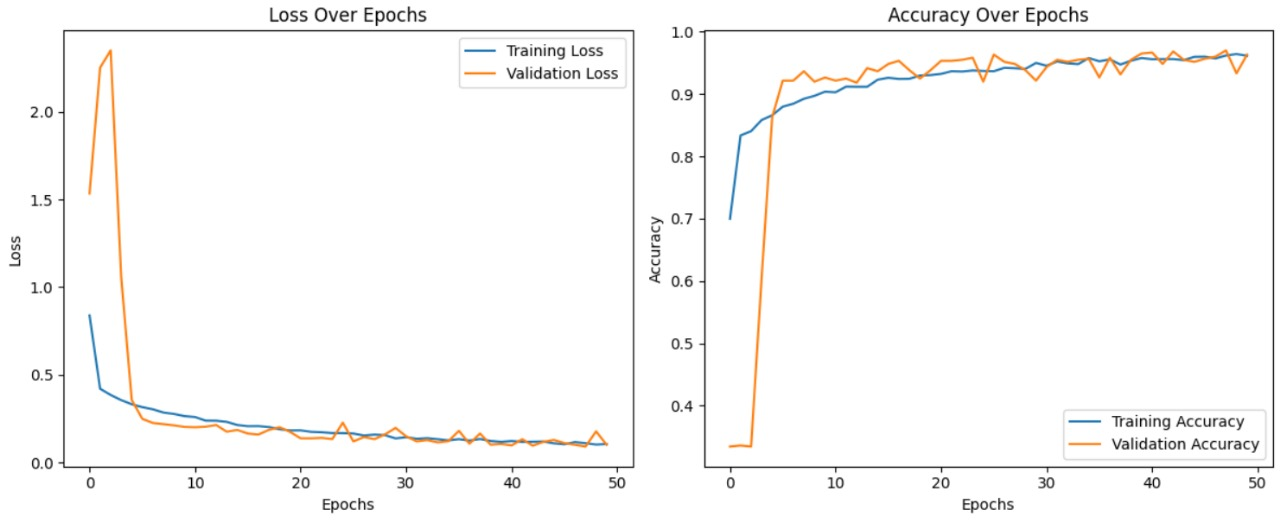 Loss Over Epochs
Training Loss
Validation Loss
2.0
1.5
1.0
0.5
0.0
Loss
0 10 20 30 40 50
Epochs
Accuracy Over Epochs
1.0
0.9
0.8
0.7
0.6
0.5
0.4
Accuracy
Training Accuracy
Validation Accuracy
0 10 20 30 40 50
Epochs